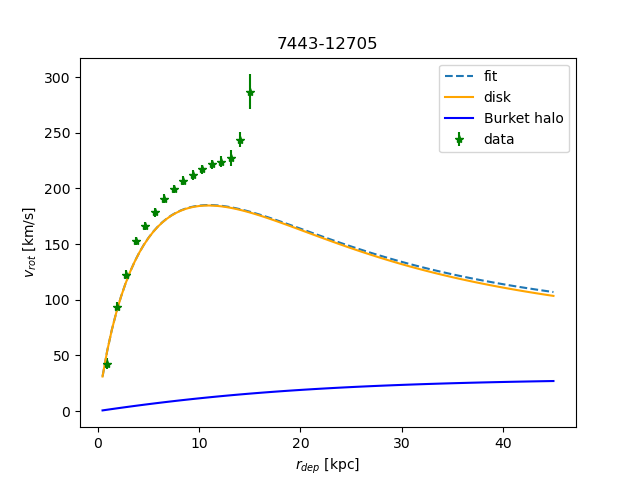 7443-12705
300
250
200
150
100
50
0
v_rot [km/s]
fit
disk
Burket halo
data
0 10 20 30 40
r_dep [kpc]